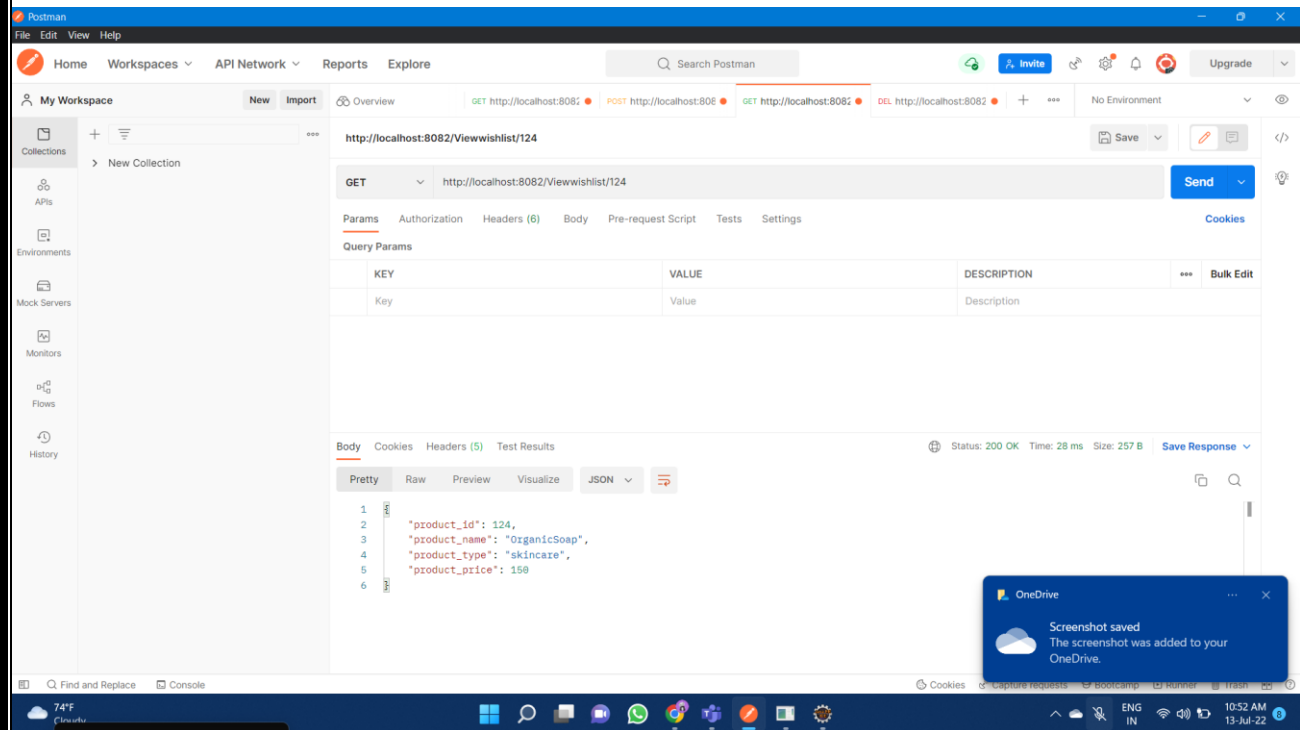 Postman
File Edit View Help
Home Workspaces API Network Reports Explore Search Postman Invite Upgrade
My Workspace New Import Overview GET http://localhost:8082 POST http://localhost:808 GET http://localhost:8082 DEL http://localhost:8082 No Environment
Collections
New Collection
APIs
Environments
Mock Servers
Monitors
Flows
History
http://localhost:8082/Viewwishlist/124 Save
GET http://localhost:8082/Viewwishlist/124 Send
Params Authorization Headers (6) Body Pre-request Script Tests Settings Cookies
Query Params
KEY VALUE DESCRIPTION Bulk Edit
Key Value Description
Body Cookies Headers (5) Test Results Status: 200 OK Time: 28 ms Size: 257 B Save Response
Pretty Raw Preview Visualize JSON
1 {
2 "product_id": 124,
3 "product_name": "OrganicSoap",
4 "product_type": "skincare",
5 "product_price": 150
6 }
OneDrive
Screenshot saved
The screenshot was added to your
OneDrive.
Find and Replace Console Cookies Capture requests Bootcamp Runner Trash
74°F
Cloudy
ENG
IN
10:52 AM
13-Jul-22
8